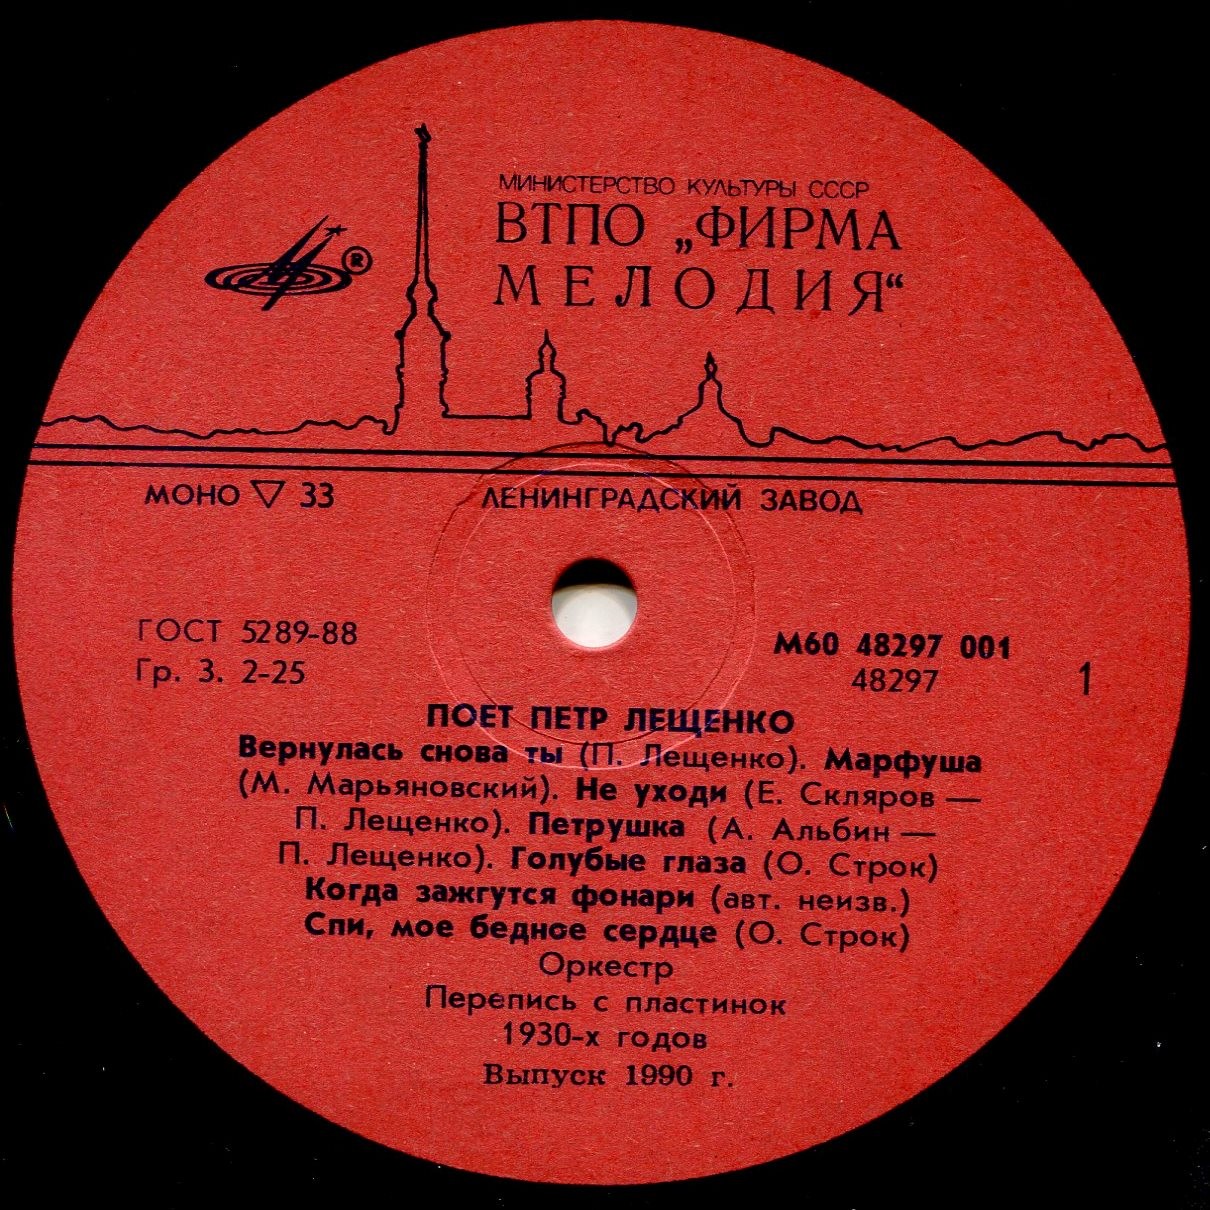 МИНИСТЕРСТВО КУЛЬТУРЫ СССР
ВТПО „ФИРМА
МЕЛОДИЯ“
®
МОНО ▽ 33
ЛЕНИНГРАДСКИЙ ЗАВОД
ГОСТ 5289-88
Гр. 3. 2-25
М60 48297 001
48297
1
ПОЕТ ПЕТР ЛЕЩЕНКО
Вернулась снова ты (П. Лещенко). Марфуша
(М. Марьяновский). Не уходи (Е. Скляров —
П. Лещенко). Петрушка (А. Альбин —
П. Лещенко). Голубые глаза (О. Строк)
Когда зажгутся фонари (авт. неизв.)
Спи, мое бедное сердце (О. Строк)
Оркестр
Перепись с пластинок
1930-х годов
Выпуск 1990 г.